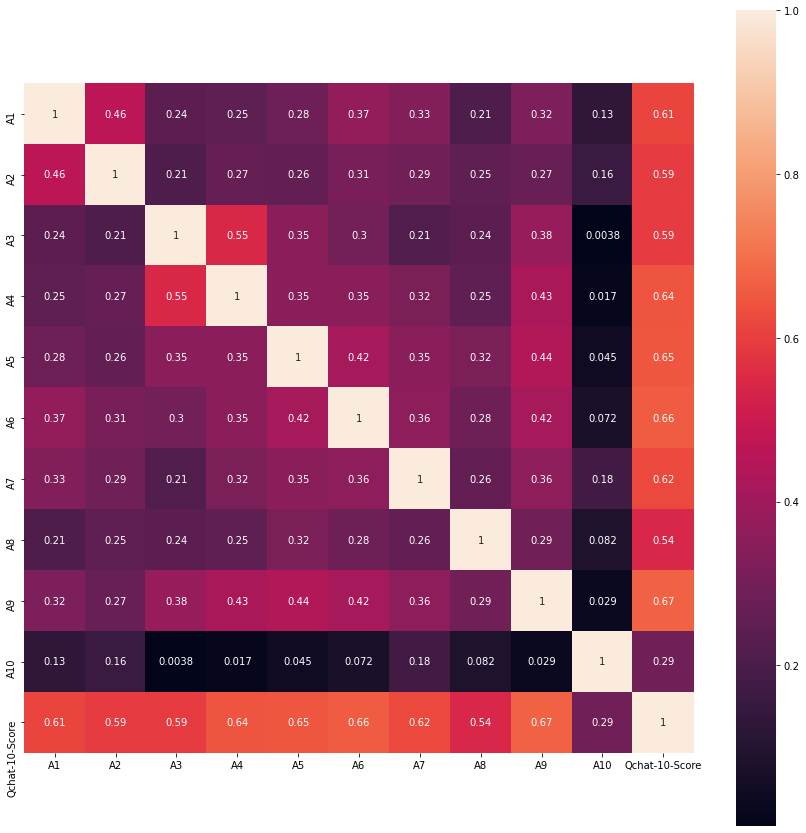 A1 1 0.46 0.24 0.25 0.28 0.37 0.33 0.21 0.32 0.13 0.61
A2 0.46 1 0.21 0.27 0.26 0.31 0.29 0.25 0.27 0.16 0.59
A3 0.24 0.21 1 0.55 0.35 0.3 0.21 0.24 0.38 0.0038 0.59
A4 0.25 0.27 0.55 1 0.35 0.35 0.32 0.25 0.43 0.017 0.64
A5 0.28 0.26 0.35 0.35 1 0.42 0.35 0.32 0.44 0.045 0.65
A6 0.37 0.31 0.3 0.35 0.42 1 0.36 0.28 0.42 0.072 0.66
A7 0.33 0.29 0.21 0.32 0.35 0.36 1 0.26 0.36 0.18 0.62
A8 0.21 0.25 0.24 0.25 0.32 0.28 0.26 1 0.29 0.082 0.54
A9 0.32 0.27 0.38 0.43 0.44 0.42 0.36 0.29 1 0.029 0.67
A10 0.13 0.16 0.0038 0.017 0.045 0.072 0.18 0.082 0.029 1 0.29
Qchat-10-Score 0.61 0.59 0.59 0.64 0.65 0.66 0.62 0.54 0.67 0.29 1
A1 A2 A3 A4 A5 A6 A7 A8 A9 A10 Qchat-10-Score
1.0
0.8
0.6
0.4
0.2